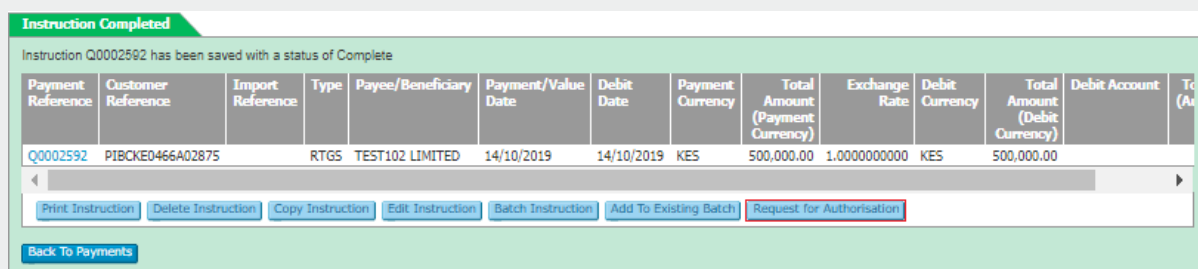 Instruction Completed
Instruction Q0002592 has been saved with a status of Complete
Payment Reference Customer Reference Import Reference Type Payee/Beneficiary Payment/Value Date Debit Date Payment Currency Total Amount (Payment Currency) Exchange Rate Debit Currency Total Amount (Debit Currency) Debit Account
Q0002592 PIBCKE0466A02875 RTGS TEST102 LIMITED 14/10/2019 14/10/2019 KES 500,000.00 1.0000000000 KES 500,000.00
Print Instruction Delete Instruction Copy Instruction Edit Instruction Batch Instruction Add To Existing Batch Request for Authorisation
Back To Payments